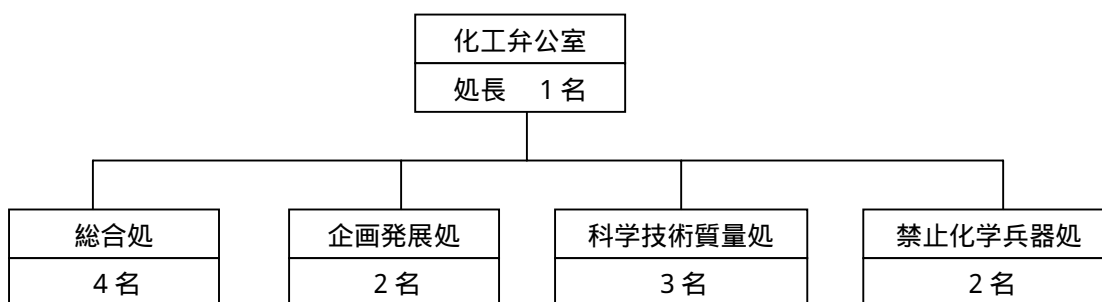 化工弁公室
処長　1名
総合処
4名
企画発展処
2名
科学技術質量処
3名
禁止化学兵器処
2名